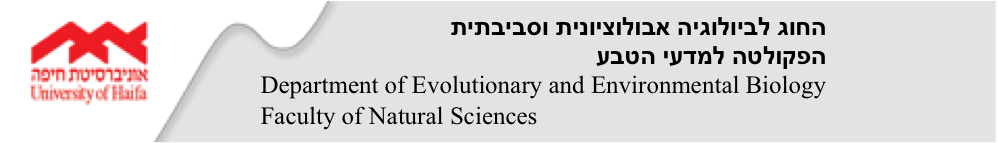 אוניברסיטת חיפה
University of Haifa
החוג לביולוגיה אבולוציונית וסביבתית
הפקולטה למדעי הטבע
Department of Evolutionary and Environmental Biology
Faculty of Natural Sciences